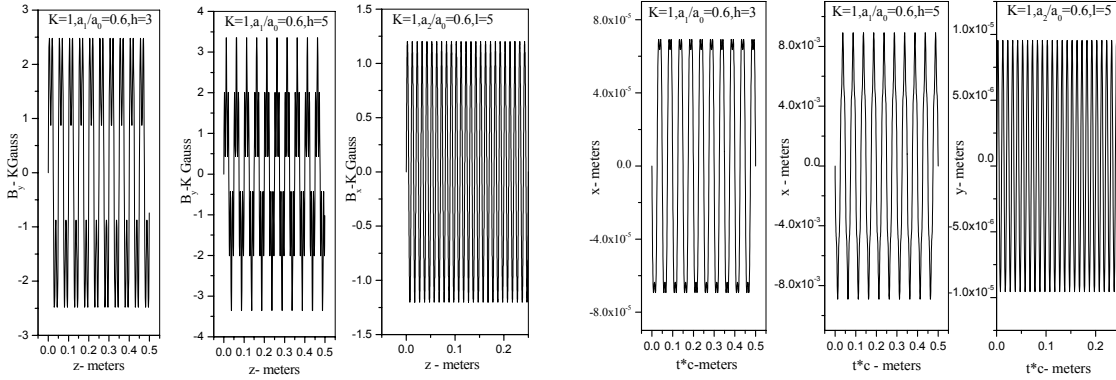 K=1,a1/a0=0.6,h=3
B_y - KGauss
3
2
1
0
-1
-2
-3
0.0 0.1 0.2 0.3 0.4 0.5
z- meters
K=1,a1/a0=0.6,h=5
B_y -K Gauss
4
3
2
1
0
-1
-2
-3
-4
0.0 0.1 0.2 0.3 0.4 0.5
z- meters
K=1,a2/a0=0.6,l=5
B_x -K Gauss
1.5
1.0
0.5
0.0
-0.5
-1.0
-1.5
0.0 0.1 0.2
z - meters
K=1,a1/a0=0.6,h=3
x- meters
8.0x10^-5
4.0x10^-5
0.0
-4.0x10^-5
-8.0x10^-5
0.0 0.1 0.2 0.3 0.4 0.5
t*c-meters
K=1,a1/a0=0.6,h=5
x - meters
8.0x10^-3
4.0x10^-3
0.0
-4.0x10^-3
-8.0x10^-3
0.0 0.1 0.2 0.3 0.4 0.5
t*c - meters
K=1,a2/a0=0.6,l=5
y- meters
1.0x10^-5
5.0x10^-6
0.0
-5.0x10^-6
-1.0x10^-5
0.0 0.1 0.2
t*c- meters